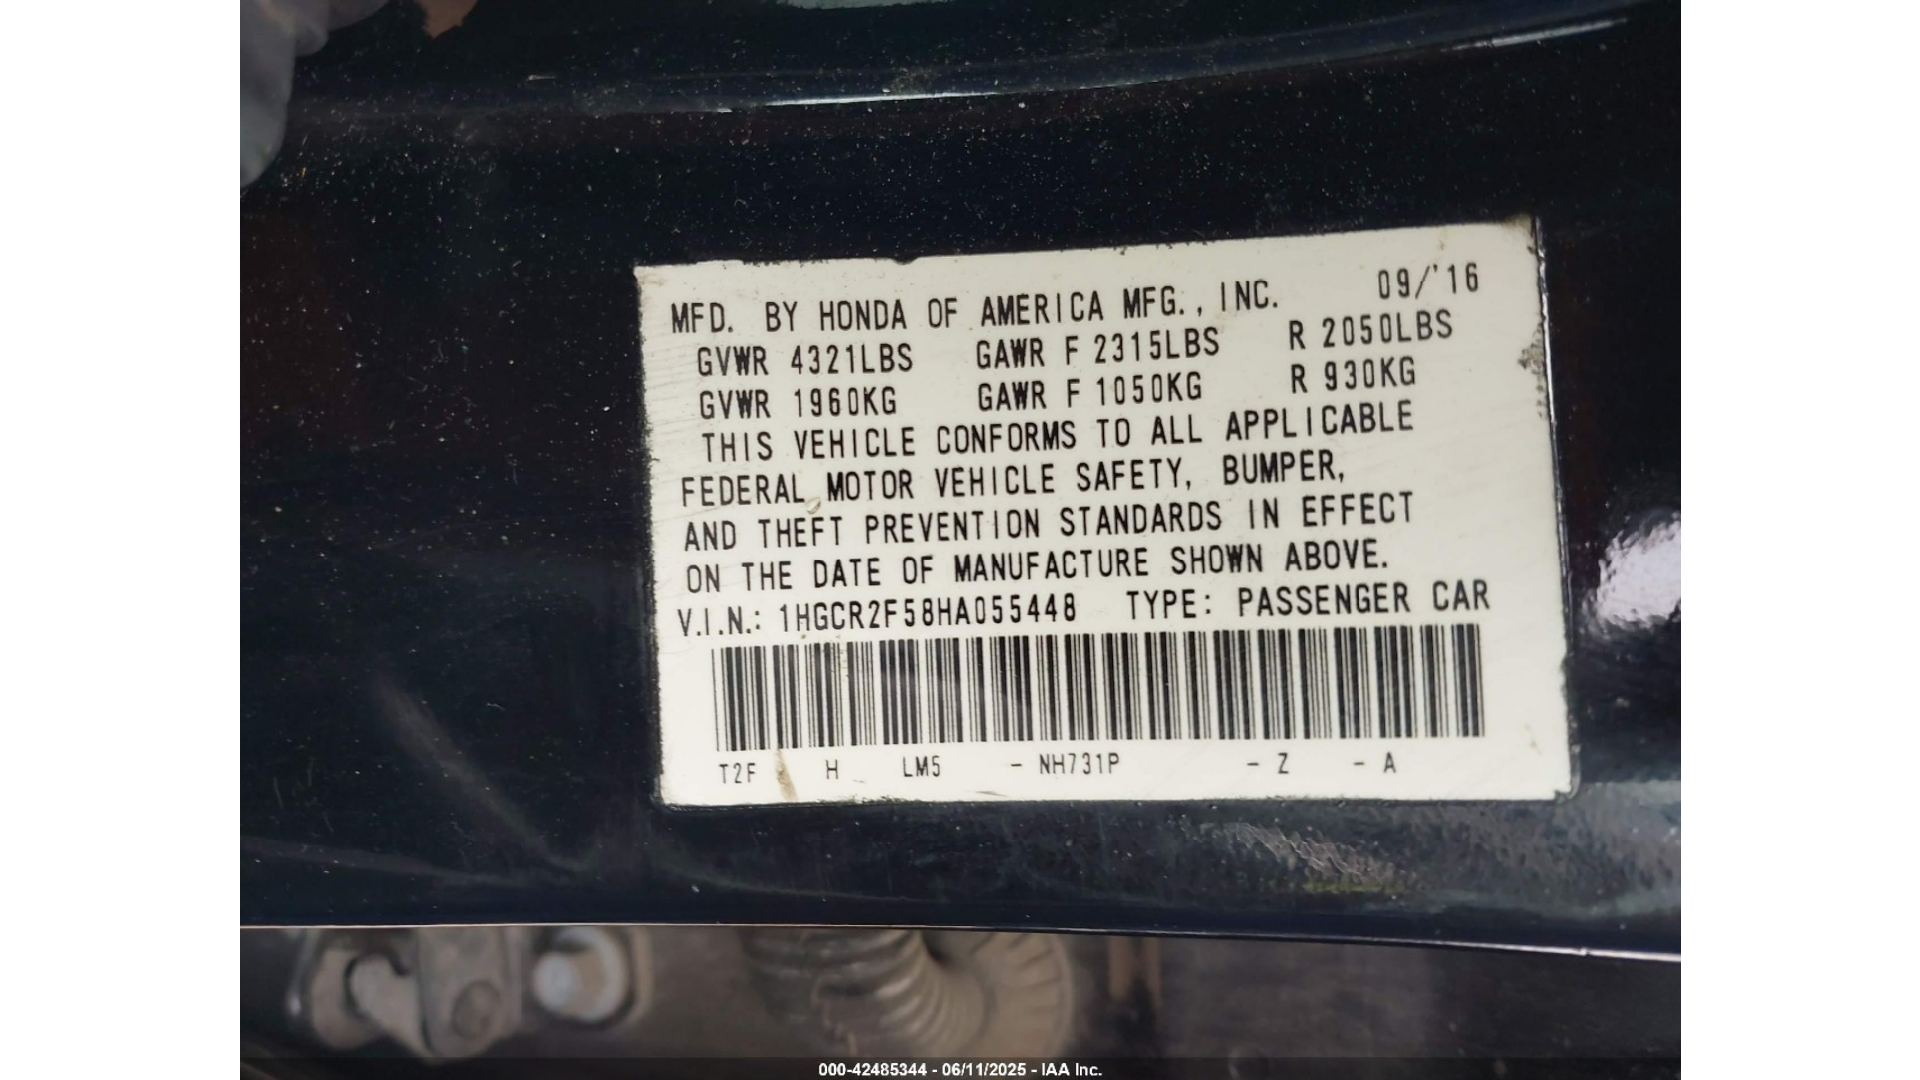 MFD. BY HONDA OF AMERICA MFG., INC. 09/'16
GVWR 4321LBS GAWR F 2315LBS R 2050LBS
GVWR 1960KG GAWR F 1050KG R 930KG
THIS VEHICLE CONFORMS TO ALL APPLICABLE
FEDERAL MOTOR VEHICLE SAFETY, BUMPER,
AND THEFT PREVENTION STANDARDS IN EFFECT
ON THE DATE OF MANUFACTURE SHOWN ABOVE.
V.I.N.: 1HGCR2F58HA055448 TYPE: PASSENGER CAR
T2F H LM5 - NH731P - Z - A
000-42485344 - 06/11/2025 - IAA Inc.